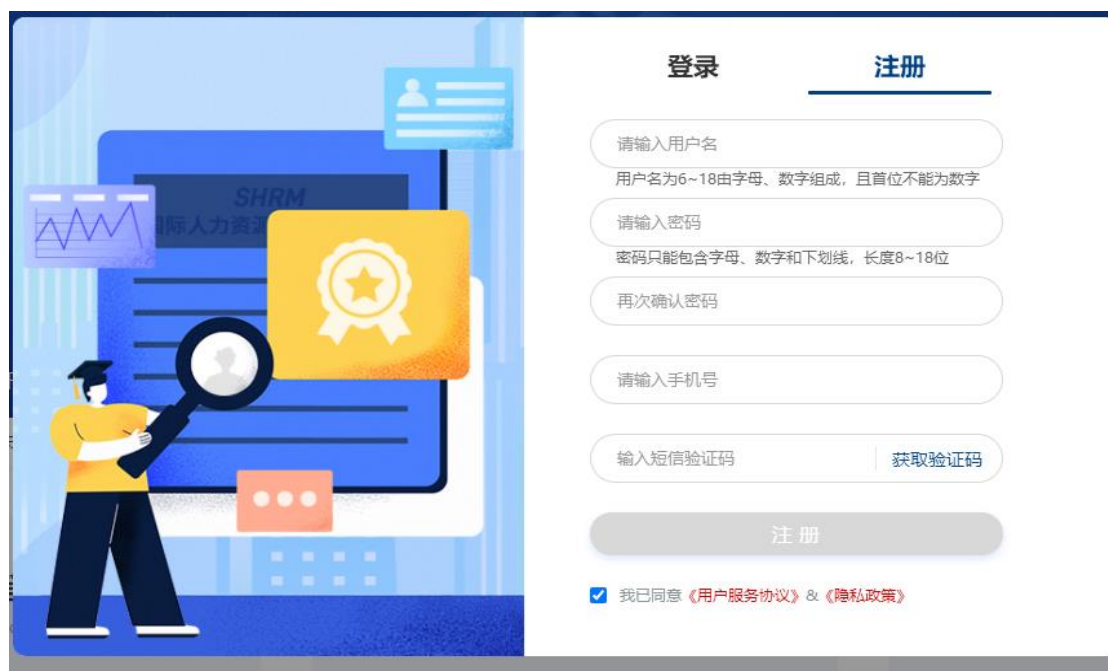 SHRM
国际人力资源
登录
注册
请输入用户名
用户名为6~18由字母、数字组成，且首位不能为数字
请输入密码
密码只能包含字母、数字和下划线，长度8~18位
再次确认密码
请输入手机号
输入短信验证码
获取验证码
注 册
我已同意《用户服务协议》&《隐私政策》